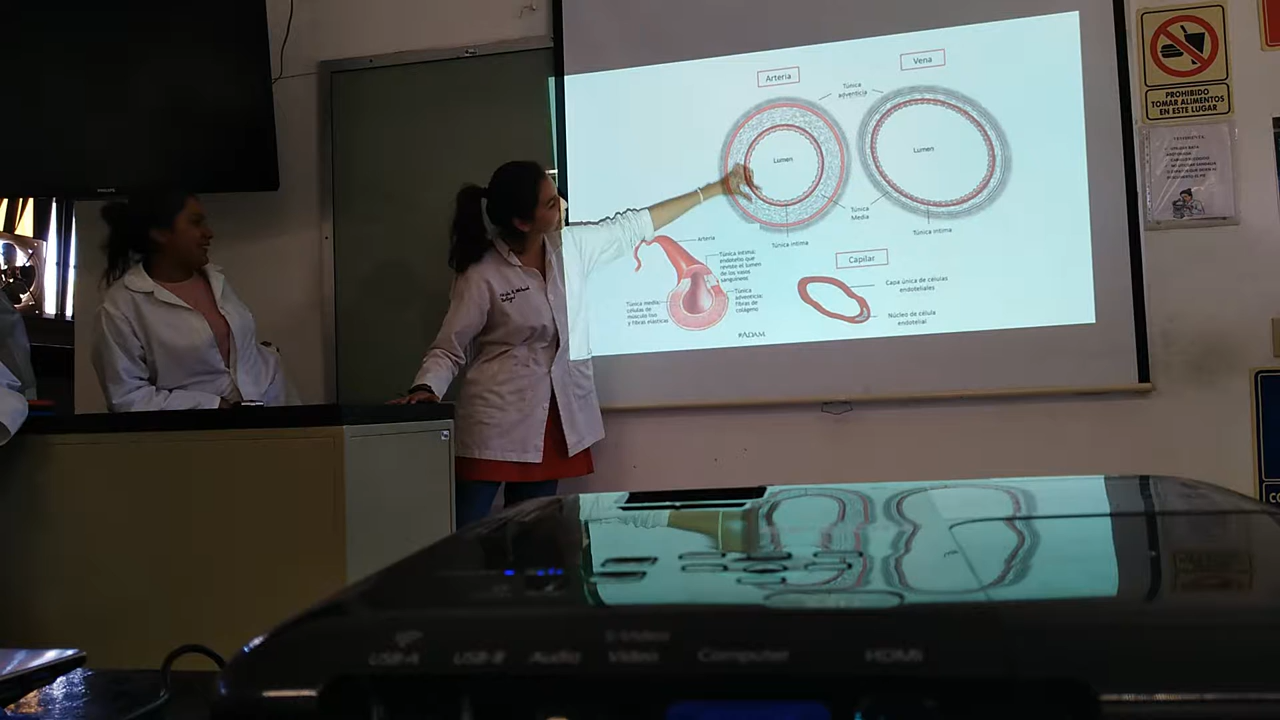 PHILIPS
Arteria
Vena
Túnica
adventicia
Lumen
Lumen
Túnica
Media
Túnica íntima
Túnica íntima
Arteria
Túnica íntima:
endotelio que
reviste el lumen
de los vasos
sanguíneos
Túnica media:
células de
músculo liso
y fibras elásticas
Túnica
adventicia:
fibras de
colágeno
Capilar
Capa única de células
endoteliales
Núcleo de célula
endotelial
ADAM
PROHIBIDO
TOMAR ALIMENTOS
EN ESTE LUGAR
USB-A
USB-B
Audio
S-Video
Video
Computer
HDMI